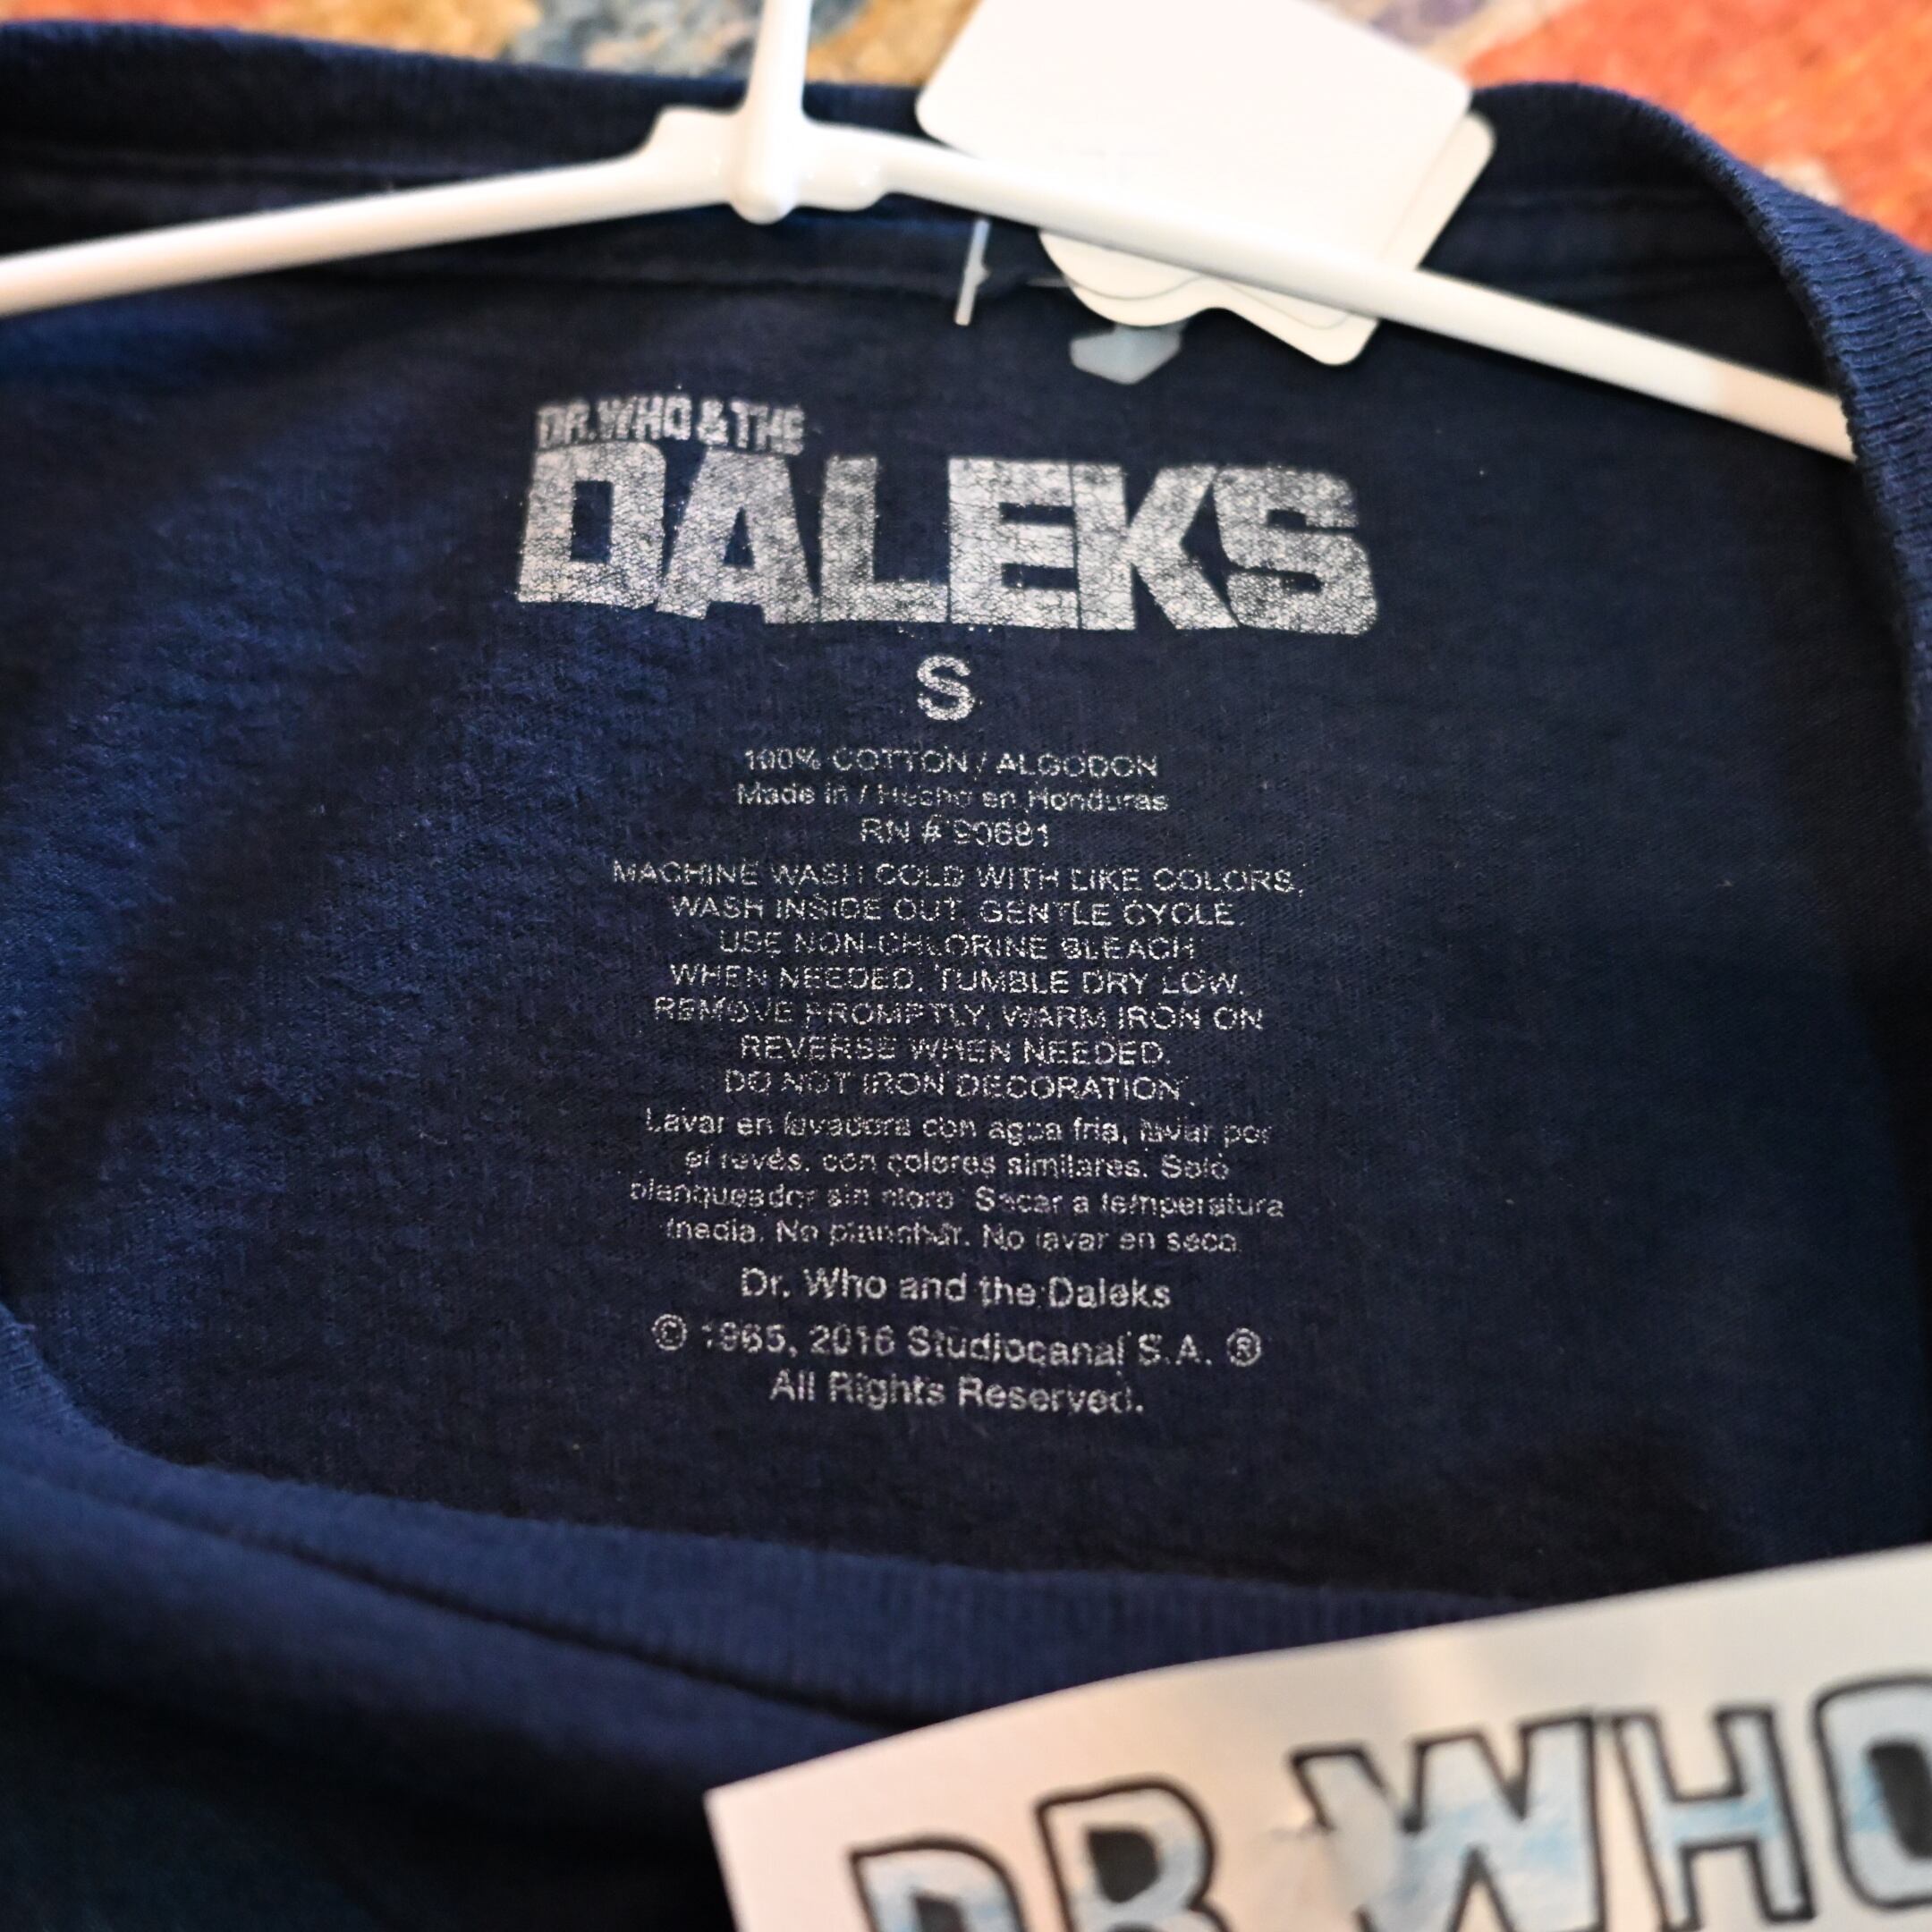 DR. WHO & THE
DALEKS
S
100% COTTON / ALGODON
Made in / Hecho en Honduras
RN # 90681
MACHINE WASH COLD WITH LIKE COLORS,
WASH INSIDE OUT, GENTLE CYCLE.
USE NON-CHLORINE BLEACH
WHEN NEEDED. TUMBLE DRY LOW.
REMOVE PROMPTLY, WARM IRON ON
REVERSE WHEN NEEDED.
DO NOT IRON DECORATION.
Lavar en lavadora con agua fria, lavar por
el revés, con colores similares. Solo
blanqueador sin cloro. Secar a temperatura
media. No planchar. No lavar en seco.
Dr. Who and the Daleks
© 1965, 2016 Studiocanal S.A. ®
All Rights Reserved.
DR. WHO